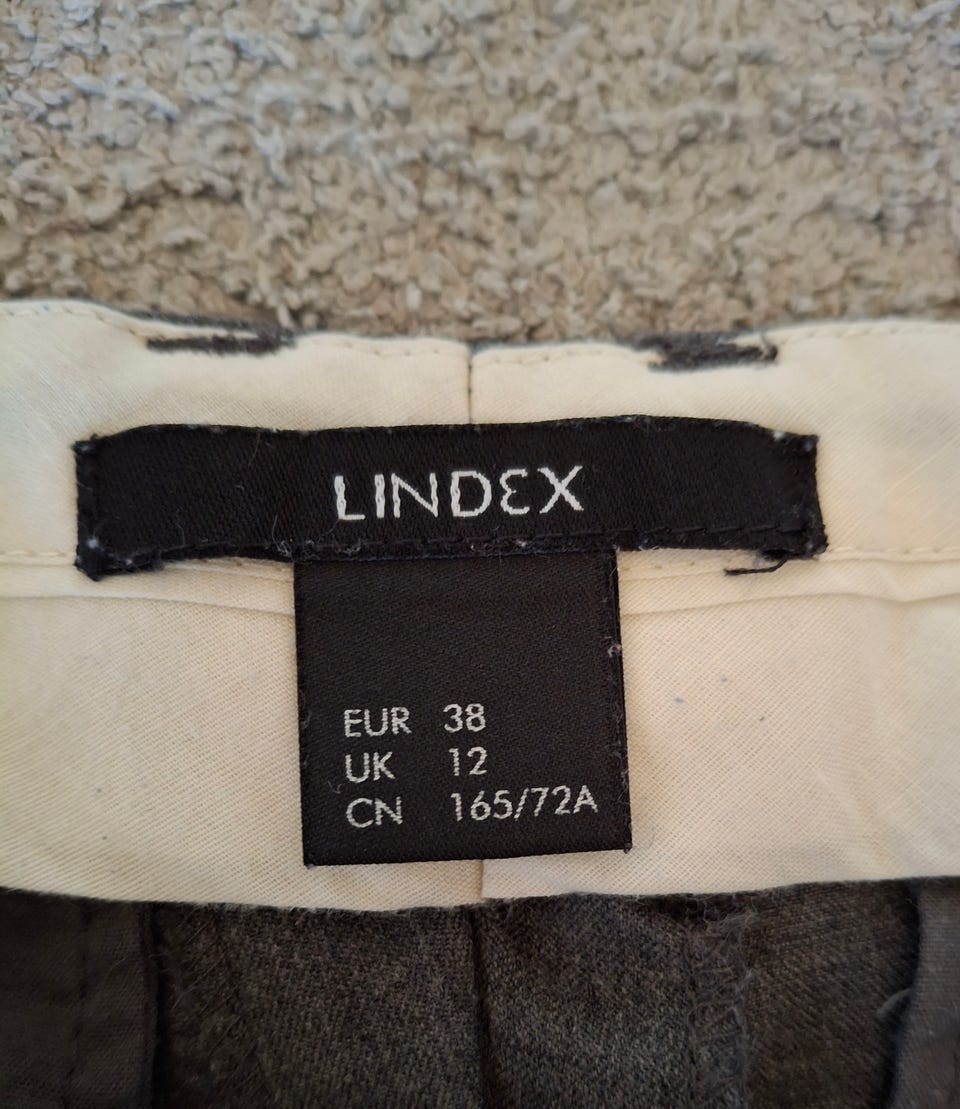 LINDEX
EUR 38
UK 12
CN 165/72A